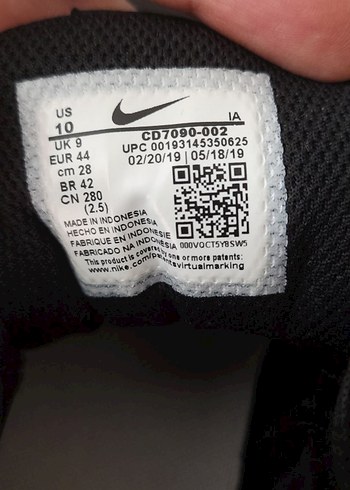 US
10
IA
CD7090-002
UK 9
UPC 00193145350625
EUR 44
02/20/19 | 05/18/19
cm 28
BR 42
CN 280
(2.5)
000VOCT5Y8SW5
MADE IN INDONESIA
HECHO EN INDONESIA
FABRIQUE EN INDONESIE
FABRICADO NA INDONESIA
This product is covered by one or more patents:
www.nike.com/patentsvirtualmarking